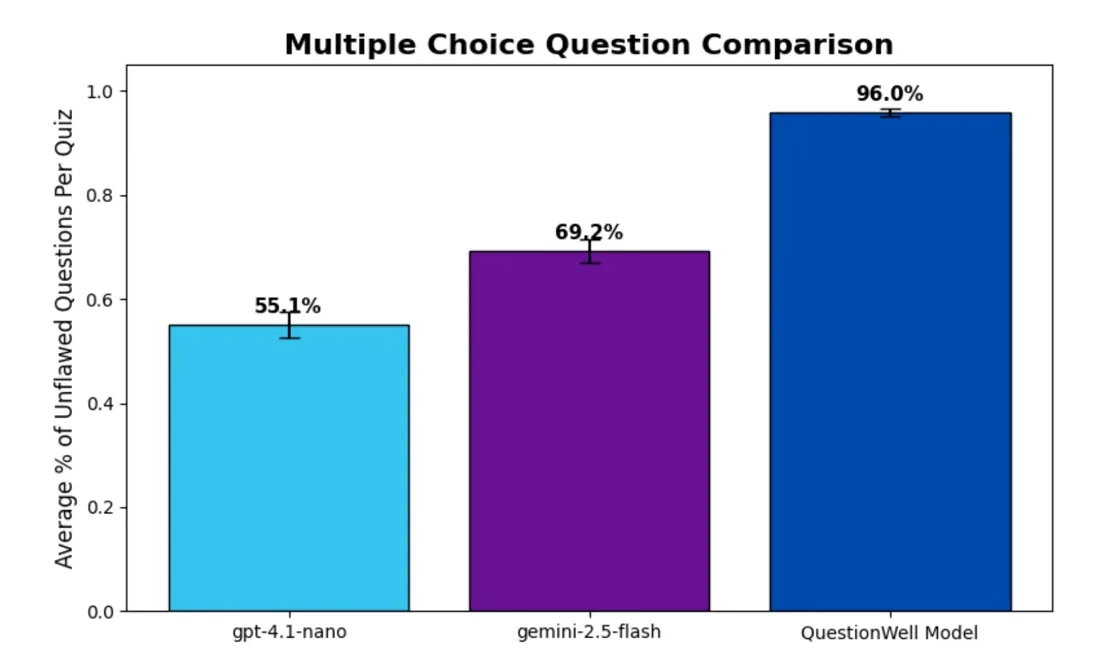 Multiple Choice Question Comparison
Average % of Unflawed Questions Per Quiz
1.0
0.8
0.6
0.4
0.2
0.0
55.1%
69.2%
96.0%
gpt-4.1-nano
gemini-2.5-flash
QuestionWell Model